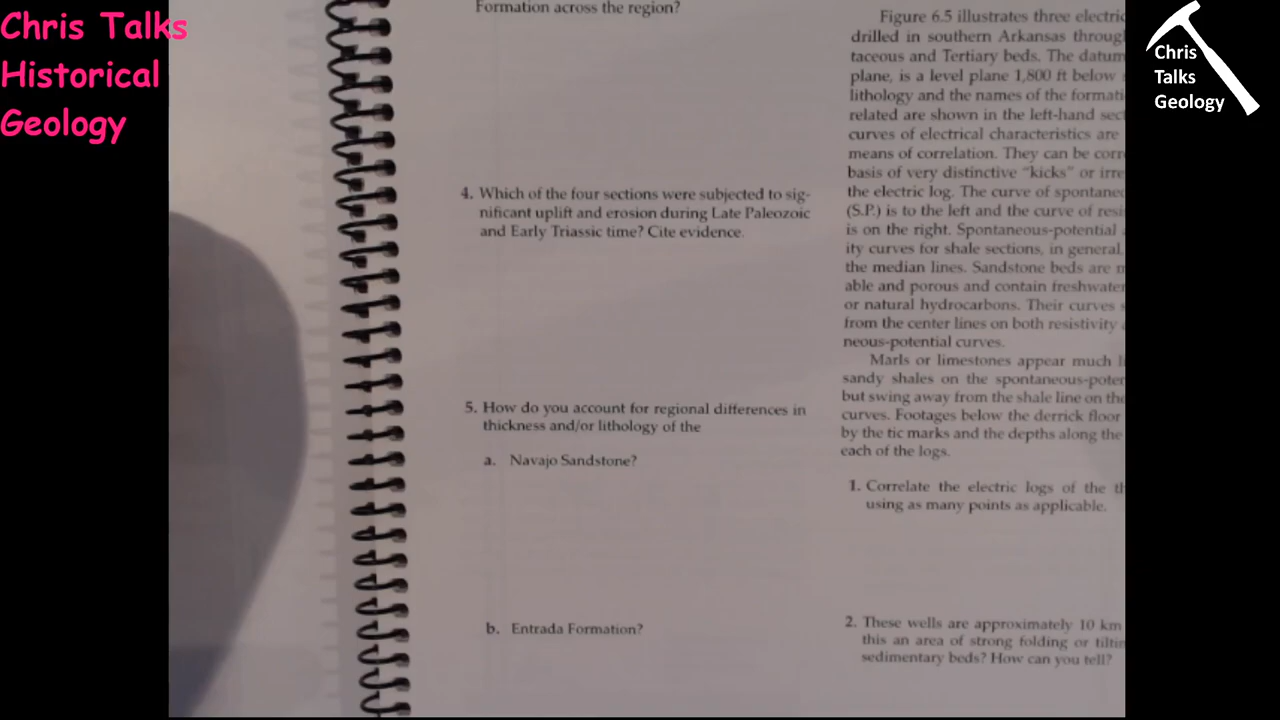 Chris Talks
Historical
Geology
Formation across the region?
4. Which of the four sections were subjected to sig-
nificant uplift and erosion during Late Paleozoic
and Early Triassic time? Cite evidence.
5. How do you account for regional differences in
thickness and/or lithology of the
a. Navajo Sandstone?
b. Entrada Formation?
Figure 6.5 illustrates three electric
drilled in southern Arkansas through
taceous and Tertiary beds. The datum
plane, is a level plane 1,800 ft below
lithology and the names of the formati
related are shown in the left-hand sect
curves of electrical characteristics are
means of correlation. They can be corr
basis of very distinctive "kicks" or irre
the electric log. The curve of spontane
(S.P.) is to the left and the curve of resi
is on the right. Spontaneous-potential
ity curves for shale sections, in general,
the median lines. Sandstone beds are
able and porous and contain freshwater
or natural hydrocarbons. Their curves s
from the center lines on both resistivity
neous-potential curves.
Marls or limestones appear much
sandy shales on the spontaneous-poten
but swing away from the shale line on the
curves. Footages below the derrick floor
by the tic marks and the depths along the
each of the logs.
1. Correlate the electric logs of the th
using as many points as applicable.
2. These wells are approximately 10 km
this an area of strong folding or tiltin
sedimentary beds? How can you tell?
Chris
Talks
Geology